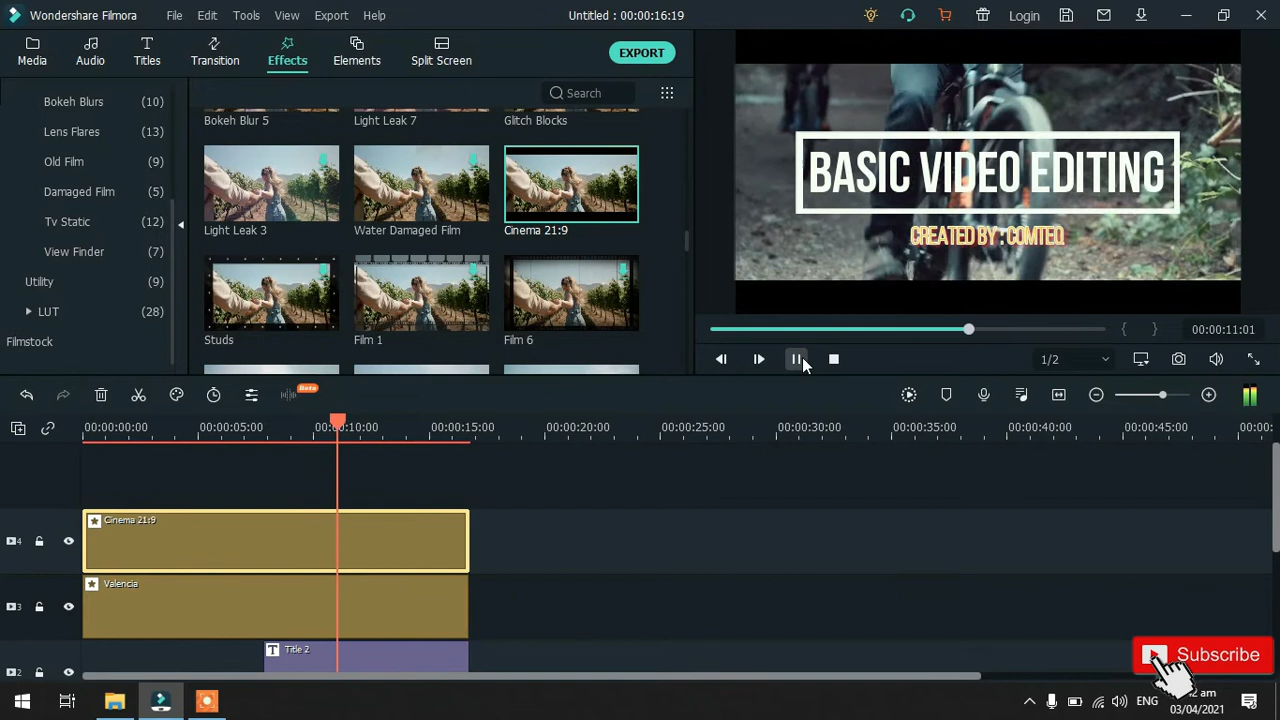 Wondershare Filmora
File
Edit
Tools
View
Export
Help
Untitled : 00:00:16:19
Login
Media
Audio
Titles
Transition
Effects
Elements
Split Screen
EXPORT
Bokeh Blurs (10)
Lens Flares (13)
Old Film (9)
Damaged Film (5)
Tv Static (12)
View Finder (7)
Utility (9)
LUT (28)
Filmstock
Search
Bokeh Blur 5
Light Leak 7
Glitch Blocks
Light Leak 3
Water Damaged Film
Cinema 21:9
Studs
Film 1
Film 6
BASIC VIDEO EDITING
CREATED BY : COMTEQ
00:00:11:01
1/2
Beta
00:00:00:00
00:00:05:00
00:00:10:00
00:00:15:00
00:00:20:00
00:00:25:00
00:00:30:00
00:00:35:00
00:00:40:00
00:00:45:00
00:00:
Cinema 21:9
4
Valencia
3
Title 2
2
Subscribe
ENG
2 am
03/04/2021